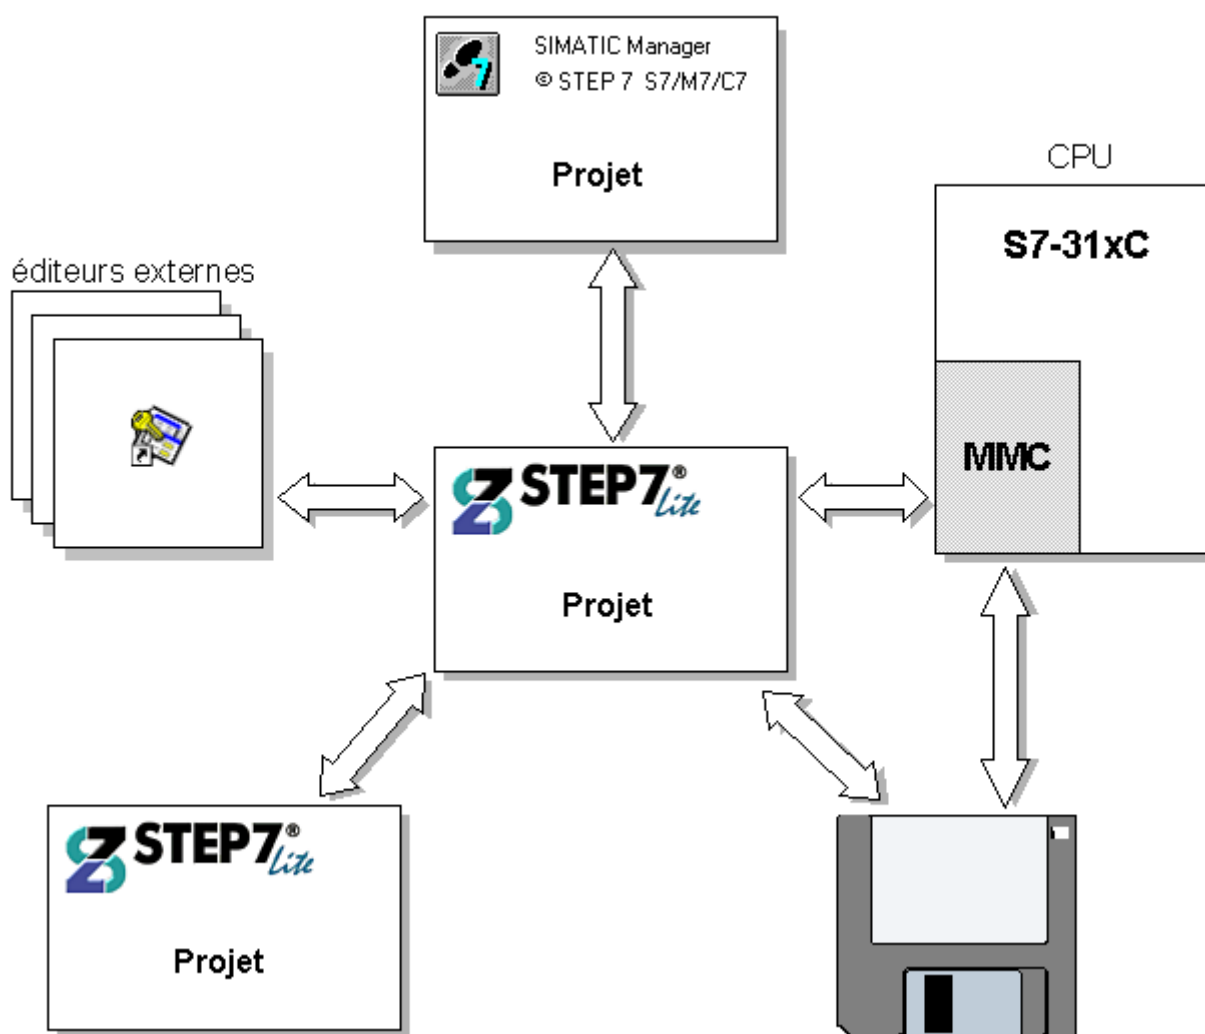 SIMATIC Manager
© STEP 7 S7/M7/C7
7
Projet
CPU
S7-31xC
MMC
éditeurs externes
STEP7® Lite
Projet
STEP7® Lite
Projet